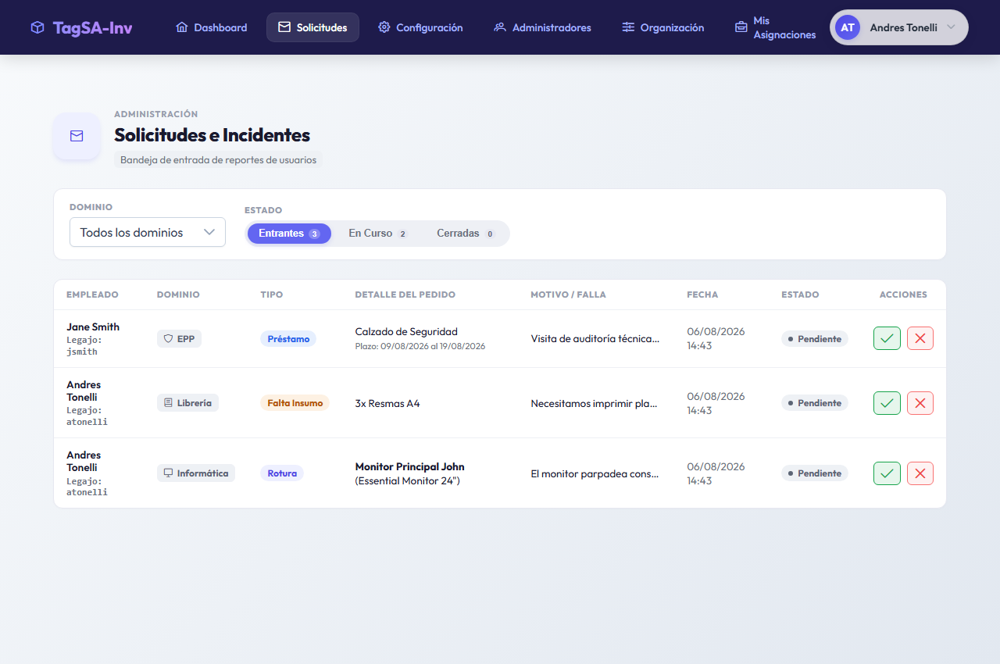 TagSA-Inv
Dashboard
Solicitudes
Configuración
Administradores
Organización
Mis
Asignaciones
AT
Andres Tonelli
ADMINISTRACIÓN
Solicitudes e Incidentes
Bandeja de entrada de reportes de usuarios
DOMINIO
Todos los dominios
ESTADO
Entrantes 3
En Curso 2
Cerradas 0
EMPLEADO DOMINIO TIPO DETALLE DEL PEDIDO MOTIVO / FALLA FECHA ESTADO ACCIONES
Jane Smith
Legajo:
jsmith
EPP
Préstamo
Calzado de Seguridad
Plazo: 09/08/2026 al 19/08/2026
Visita de auditoría técnica...
06/08/2026
14:43
Pendiente
Andres
Tonelli
Legajo:
atonelli
Librería
Falta Insumo
3x Resmas A4
Necesitamos imprimir pla...
06/08/2026
14:43
Pendiente
Andres
Tonelli
Legajo:
atonelli
Informática
Rotura
Monitor Principal John
(Essential Monitor 24")
El monitor parpadea cons...
06/08/2026
14:43
Pendiente